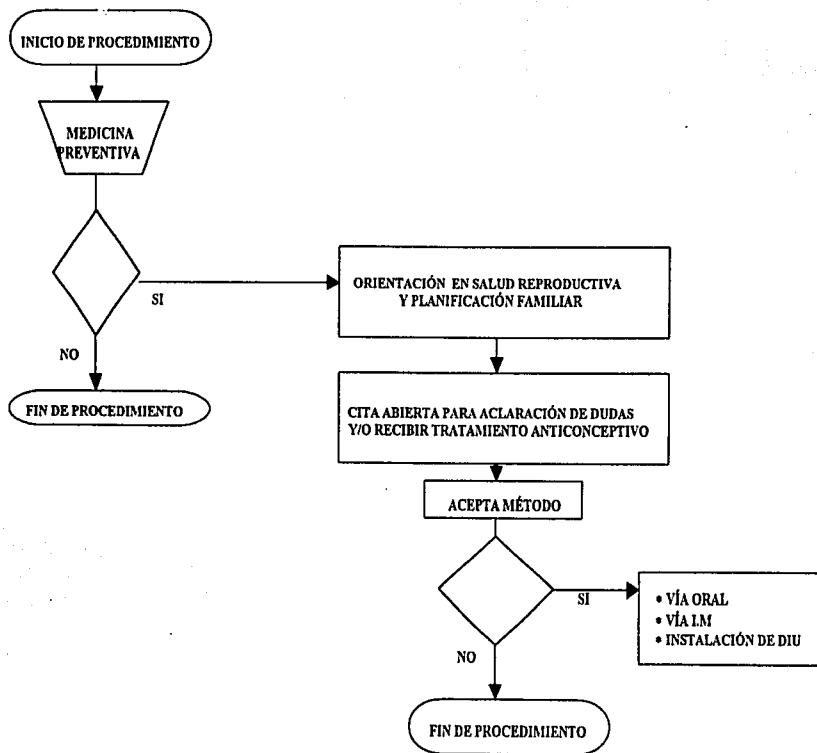 INICIO DE PROCEDIMIENTO
MEDICINA
PREVENTIVA
SI
NO
FIN DE PROCEDIMIENTO
ORIENTACIÓN EN SALUD REPRODUCTIVA
Y PLANIFICACIÓN FAMILIAR
CITA ABIERTA PARA ACLARACIÓN DE DUDAS
Y/O RECIBIR TRATAMIENTO ANTICONCEPTIVO
ACEPTA MÉTODO
SI
* VÍA ORAL
* VÍA I.M
* INSTALACIÓN DE DIU
NO
FIN DE PROCEDIMIENTO